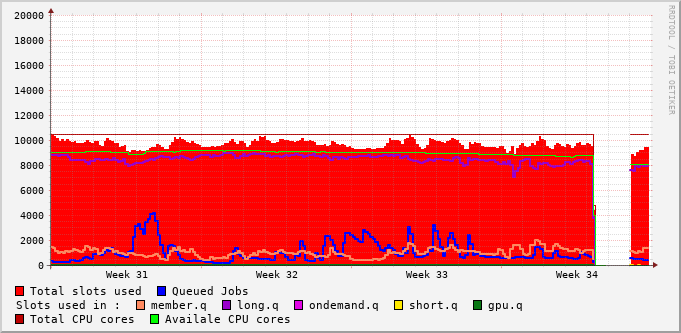 20000
18000
16000
14000
12000
10000
8000
6000
4000
2000
0
Week 31 Week 32 Week 33 Week 34
RRDTOOL / TOBI OETIKER
Total slots used Queued Jobs
Slots used in : member.q long.q ondemand.q short.q gpu.q
Total CPU cores Availale CPU cores